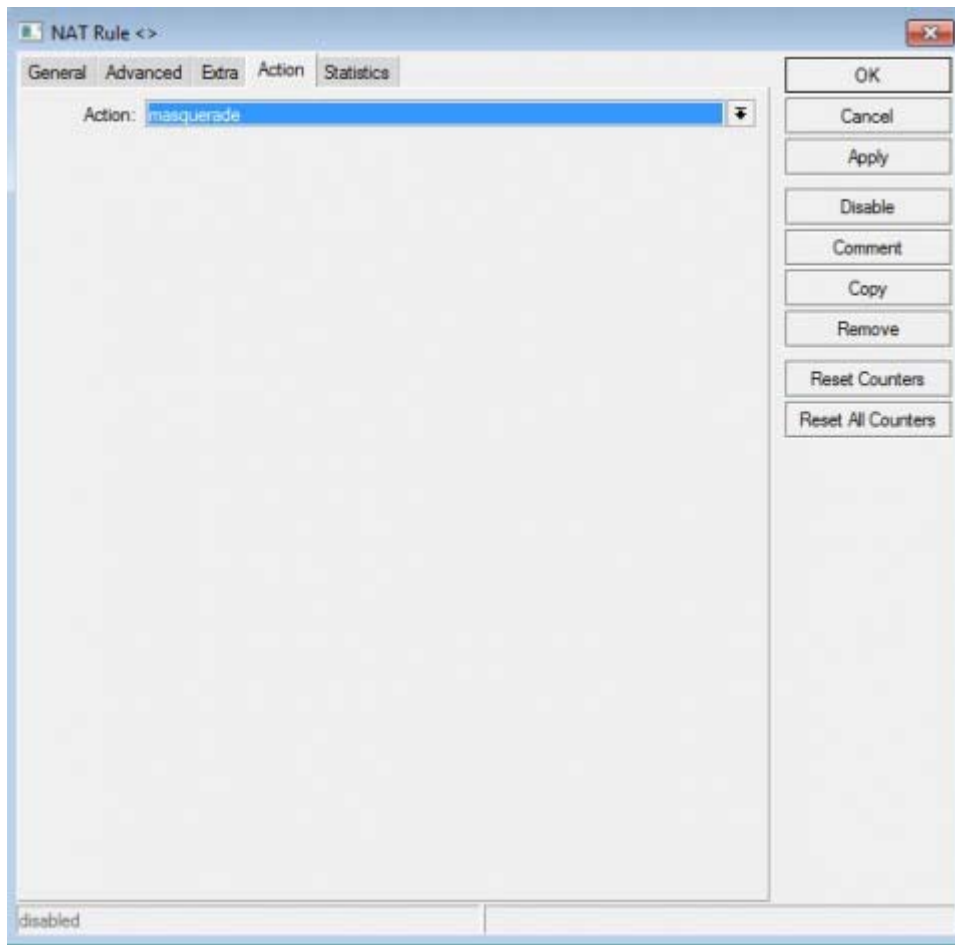 NAT Rule <>
General Advanced Extra Action Statistics
Action: masquerade
OK
Cancel
Apply
Disable
Comment
Copy
Remove
Reset Counters
Reset All Counters
disabled